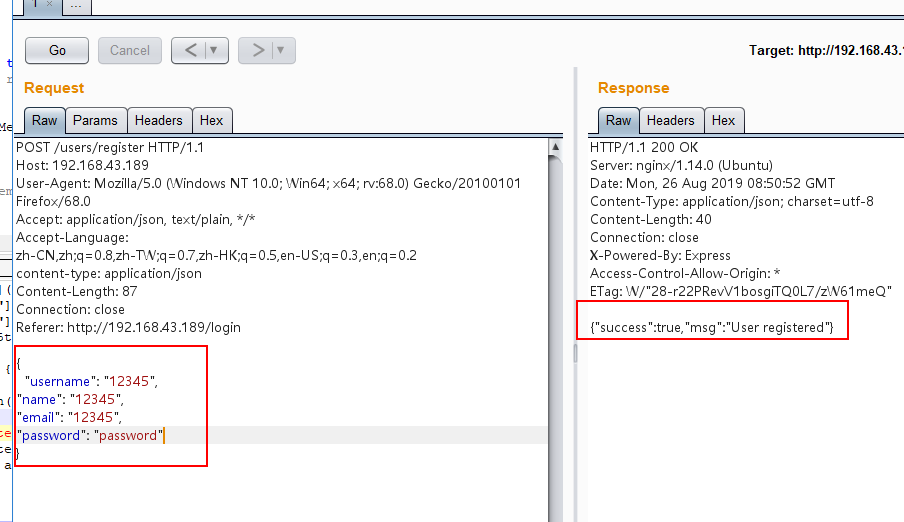 1 × ...
Go Cancel < ▼ > ▼ Target: http://192.168.43.
Request
Raw Params Headers Hex
POST /users/register HTTP/1.1
Host: 192.168.43.189
User-Agent: Mozilla/5.0 (Windows NT 10.0; Win64; x64; rv:68.0) Gecko/20100101
Firefox/68.0
Accept: application/json, text/plain, */*
Accept-Language:
zh-CN,zh;q=0.8,zh-TW;q=0.7,zh-HK;q=0.5,en-US;q=0.3,en;q=0.2
content-type: application/json
Content-Length: 87
Connection: close
Referer: http://192.168.43.189/login
{
"username": "12345",
"name": "12345",
"email": "12345",
"password": "password"
}
Response
Raw Headers Hex
HTTP/1.1 200 OK
Server: nginx/1.14.0 (Ubuntu)
Date: Mon, 26 Aug 2019 08:50:52 GMT
Content-Type: application/json; charset=utf-8
Content-Length: 40
Connection: close
X-Powered-By: Express
Access-Control-Allow-Origin: *
ETag: W/"28-r22PRevV1bosgiTQ0L7/zW61meQ"
{"success":true,"msg":"User registered"}